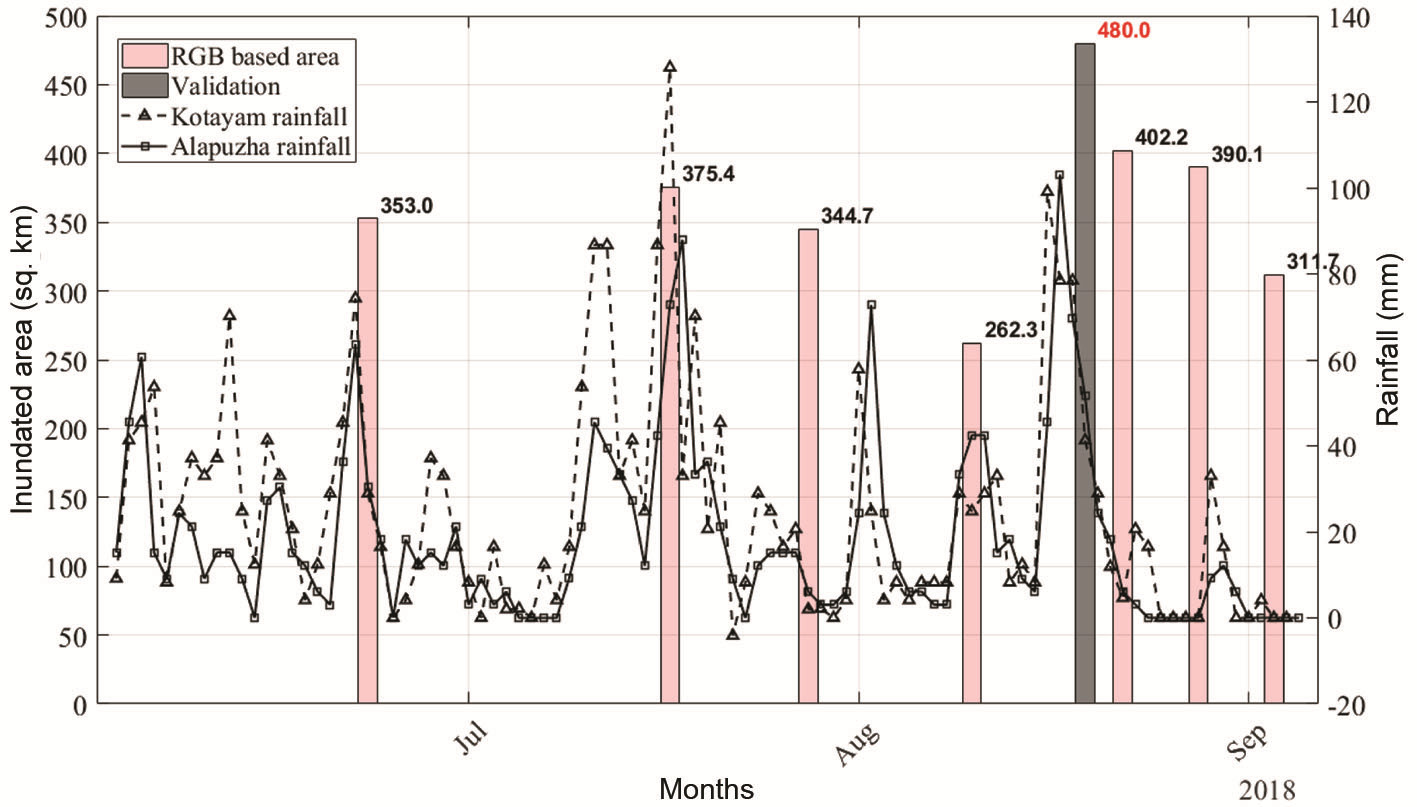 500
450
400
350
300
250
200
150
100
50
0
Inundated area (sq. km)
RGB based area
Validation
Kotayam rainfall
Alapuzha rainfall
353.0
375.4
344.7
262.3
480.0
402.2
390.1
311.7
140
120
100
80
60
40
20
0
-20
Rainfall (mm)
Jul
Aug
Sep
Months
2018